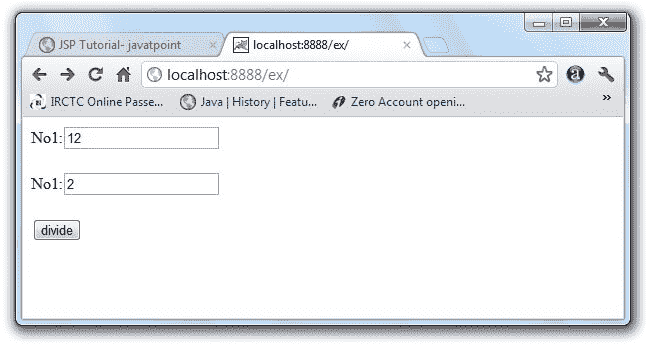 JSP Tutorial- javatpoint
localhost:8888/ex/
localhost:8888/ex/
IRCTC Online Passe...
Java | History | Featu...
Zero Account openi...
No1: 12
No1: 2
divide